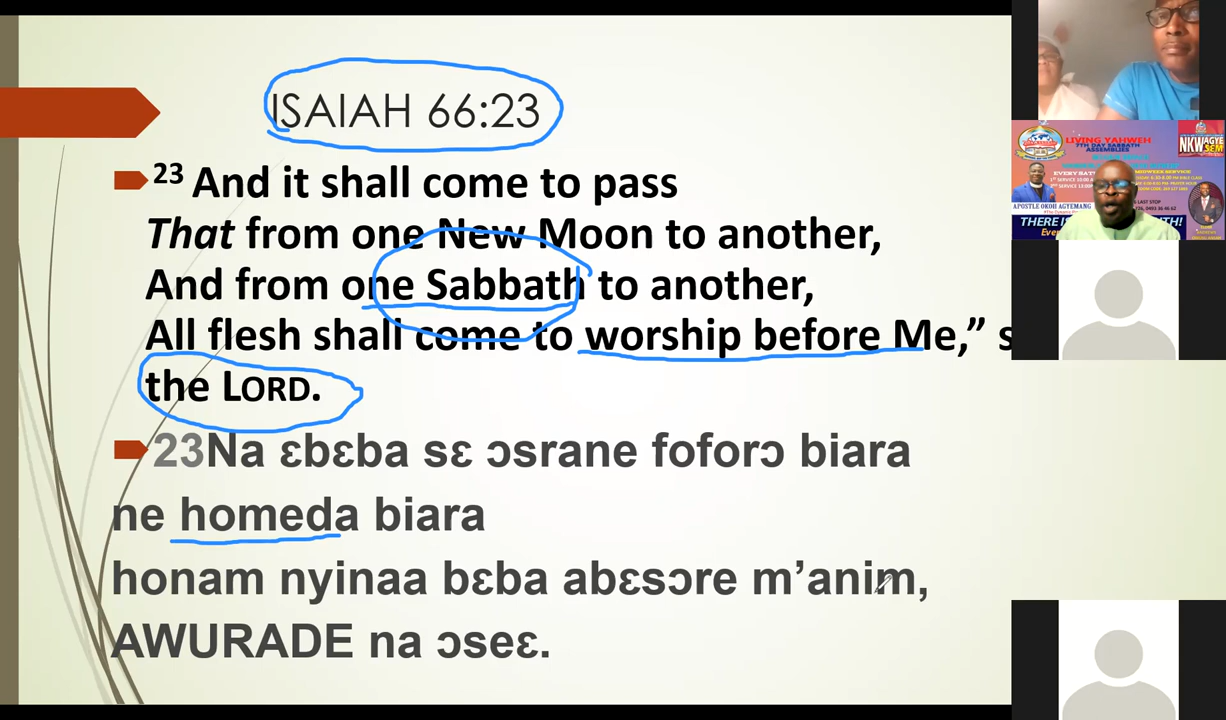 ISAIAH 66:23
23 And it shall come to pass
That from one New Moon to another,
And from one Sabbath to another,
All flesh shall come to worship before Me,” s
the LORD.
23Na ɛbɛba sɛ ɔsrane foforɔ biara
ne homeda biara
honam nyinaa bɛba abɛsɔre m’anim,
AWURADE na ɔseɛ.
LIVING YAHWEH
7TH DAY SABBATH
ASSEMBLIES
NKWAGYE
SEM
APOSTLE OKOH AGYEMANG
LAST STOP
THERE I